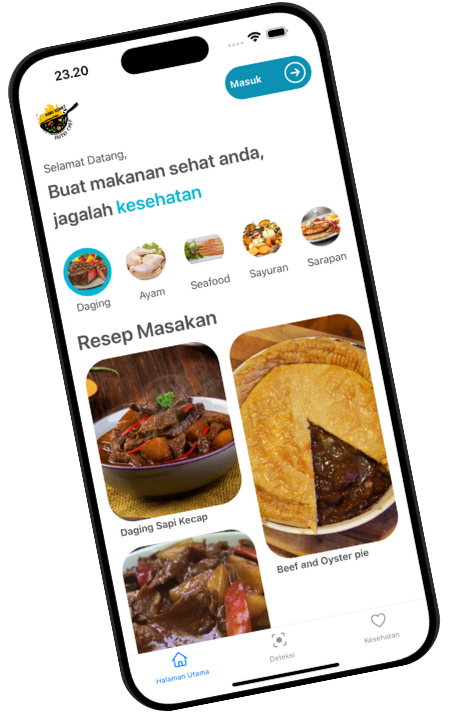 23.20
Masuk
Selamat Datang,
Buat makanan sehat anda,
jagalah kesehatan
Daging
Ayam
Seafood
Sayuran
Sarapan
Resep Masakan
Daging Sapi Kecap
Beef and Oyster pie
Halaman Utama
Deteksi
Kesehatan